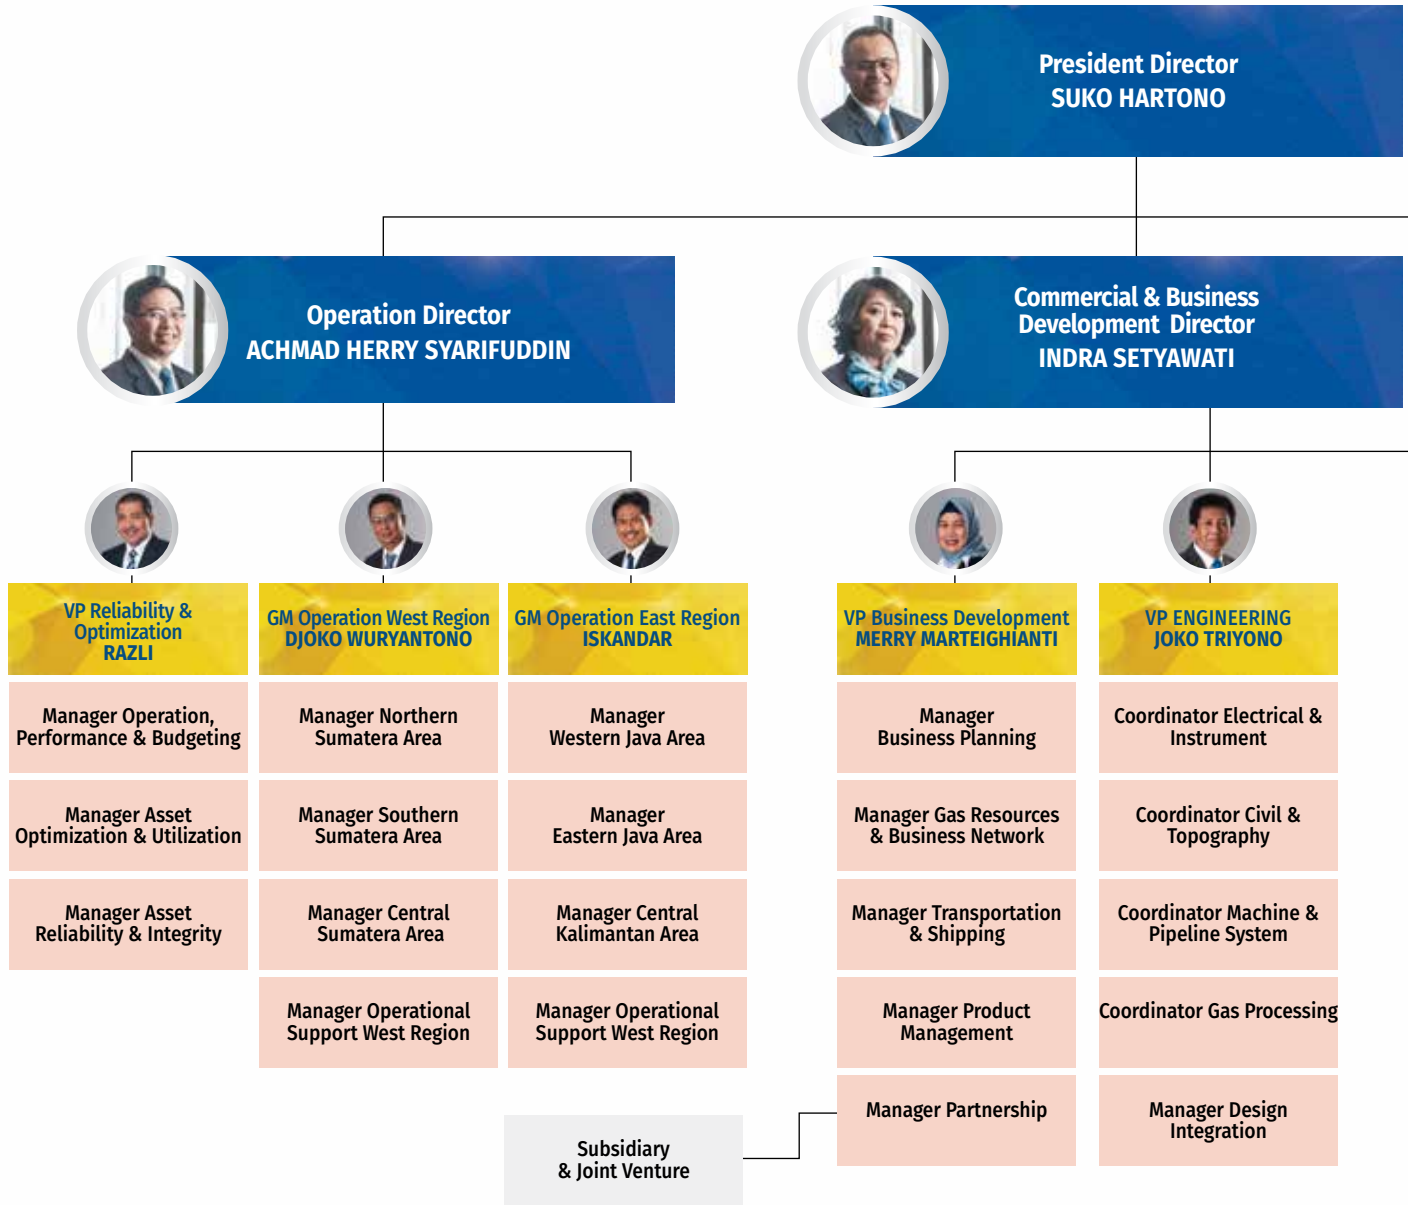 President Director
SUKO HARTONO
Operation Director
ACHMAD HERRY SYARIFUDDIN
Commercial & Business
Development Director
INDRA SETYAWATI
VP Reliability &
Optimization
RAZLI
Manager Operation,
Performance & Budgeting
Manager Asset
Optimization & Utilization
Manager Asset
Reliability & Integrity
GM Operation West Region
DJOKO WURYANTONO
Manager Northern
Sumatera Area
Manager Southern
Sumatera Area
Manager Central
Sumatera Area
Manager Operational
Support West Region
GM Operation East Region
ISKANDAR
Manager
Western Java Area
Manager
Eastern Java Area
Manager Central
Kalimantan Area
Manager Operational
Support West Region
VP Business Development
MERRY MARTEIGHIANTI
Manager
Business Planning
Manager Gas Resources
& Business Network
Manager Transportation
& Shipping
Manager Product
Management
Manager Partnership
Subsidiary
& Joint Venture
VP ENGINEERING
JOKO TRIYONO
Coordinator Electrical &
Instrument
Coordinator Civil &
Topography
Coordinator Machine &
Pipeline System
Coordinator Gas Processing
Manager Design
Integration